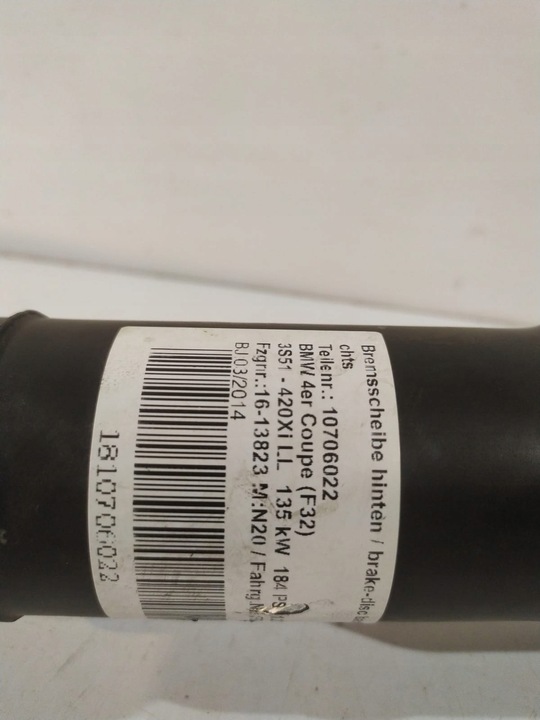 Bremsscheibe hinten / brake-disc
chts
Teilenr.: 10706022
BMW 4er Coupe (F32)
3S51 - 420Xi LL 135 kW 184 PS
Fzgnr.:16-13823 M:N20 / Fahrg
BJ 03/2014
1810706022